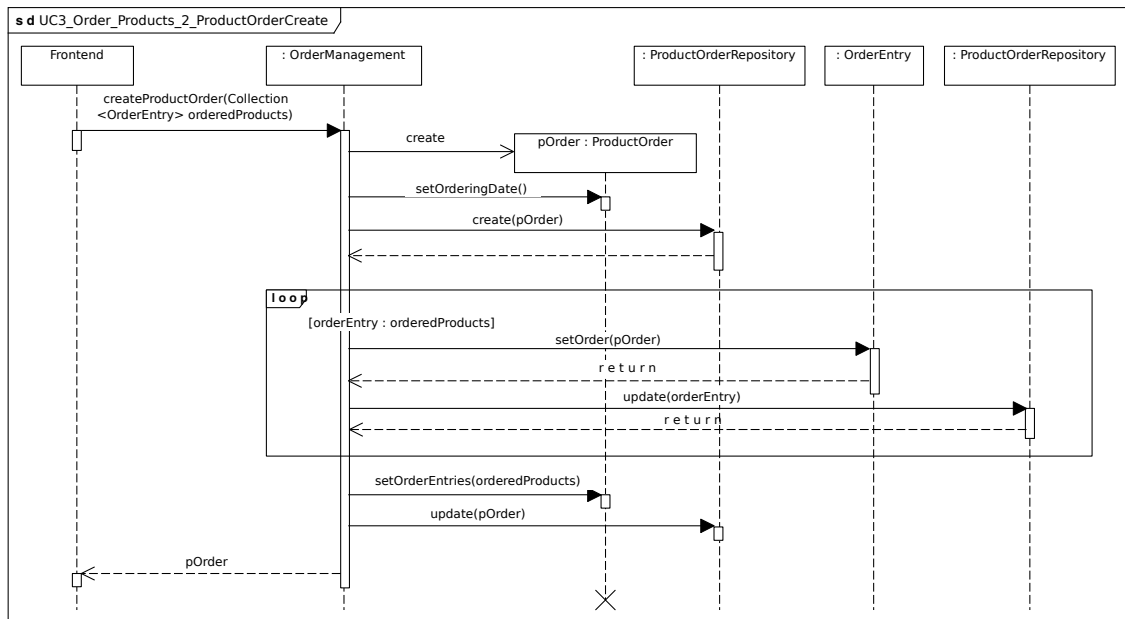 sd UC3_Order_Products_2_ProductOrderCreate
Frontend
: OrderManagement
: ProductOrderRepository
: OrderEntry
: ProductOrderRepository
createProductOrder(Collection
<OrderEntry> orderedProducts)
create
pOrder : ProductOrder
setOrderingDate()
create(pOrder)
loop
[orderEntry : orderedProducts]
setOrder(pOrder)
return
update(orderEntry)
return
setOrderEntries(orderedProducts)
update(pOrder)
pOrder